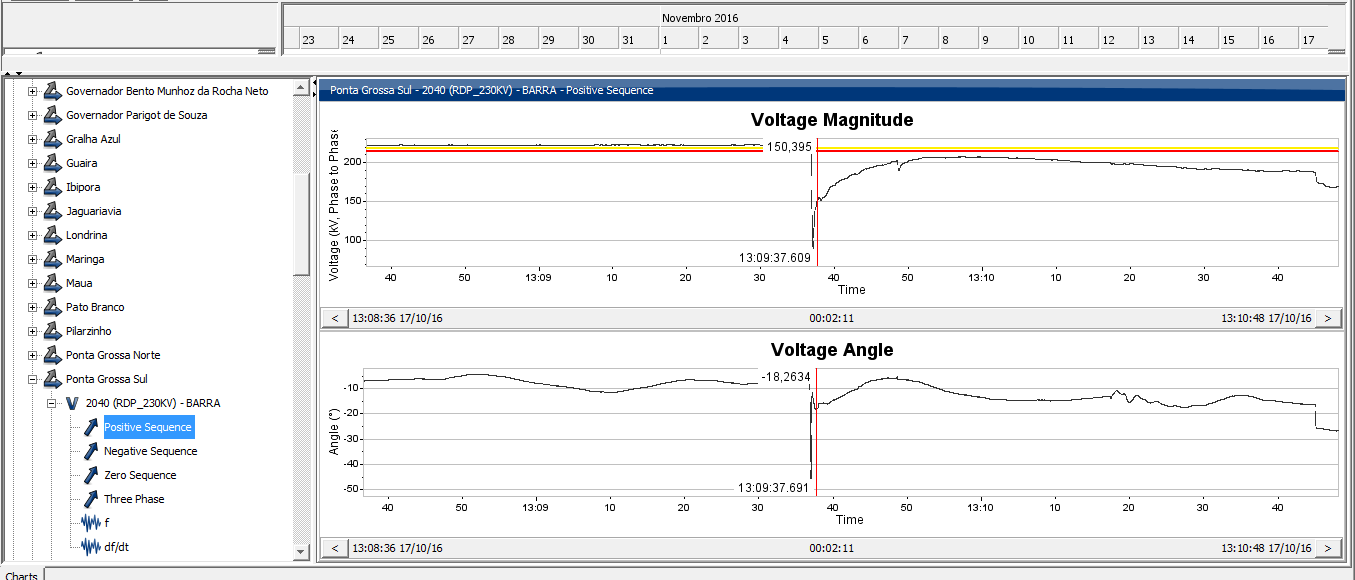 Novembro 2016
23 24 25 26 27 28 29 30 31 1 2 3 4 5 6 7 8 9 10 11 12 13 14 15 16 17
Governador Bento Munhoz da Rocha Neto
Governador Parigot de Souza
Gralha Azul
Guaira
Ibipora
Jaguariavia
Londrina
Maringa
Maua
Pato Branco
Pilarzinho
Ponta Grossa Norte
Ponta Grossa Sul
2040 (RDP_230KV) - BARRA
Positive Sequence
Negative Sequence
Zero Sequence
Three Phase
f
df/dt
Charts
Ponta Grossa Sul - 2040 (RDP_230KV) - BARRA - Positive Sequence
Voltage Magnitude
Voltage (kV, Phase to Phase
200
150
100
150,395
13:09:37.609
40 50 13:09 10 20 30 40 50 13:10 10 20 30 40
Time
< 13:08:36 17/10/16 00:02:11 13:10:48 17/10/16 >
Voltage Angle
Angle (°)
-10
-20
-30
-40
-50
-18,2634
13:09:37.691
40 50 13:09 10 20 30 40 50 13:10 10 20 30 40
Time
< 13:08:36 17/10/16 00:02:11 13:10:48 17/10/16 >